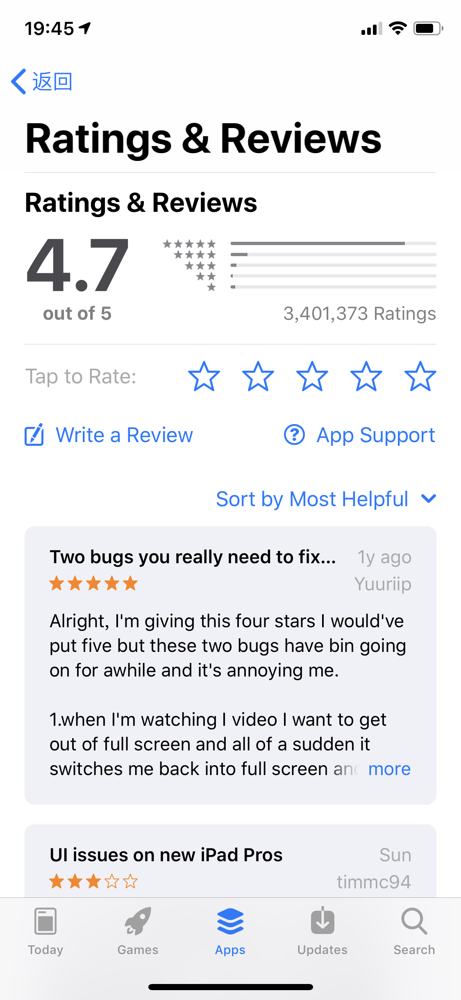 19:45
返回
Ratings & Reviews
Ratings & Reviews
4.7
out of 5
3,401,373 Ratings
Tap to Rate:
Write a Review
App Support
Sort by Most Helpful
Two bugs you really need to fix...
1y ago
Yuuriip
Alright, I'm giving this four stars I would've
put five but these two bugs have bin going
on for awhile and it's annoying me.
1.when I'm watching I video I want to get
out of full screen and all of a sudden it
switches me back into full screen and more
UI issues on new iPad Pros
Sun
timmc94
Today
Games
Apps
Updates
Search